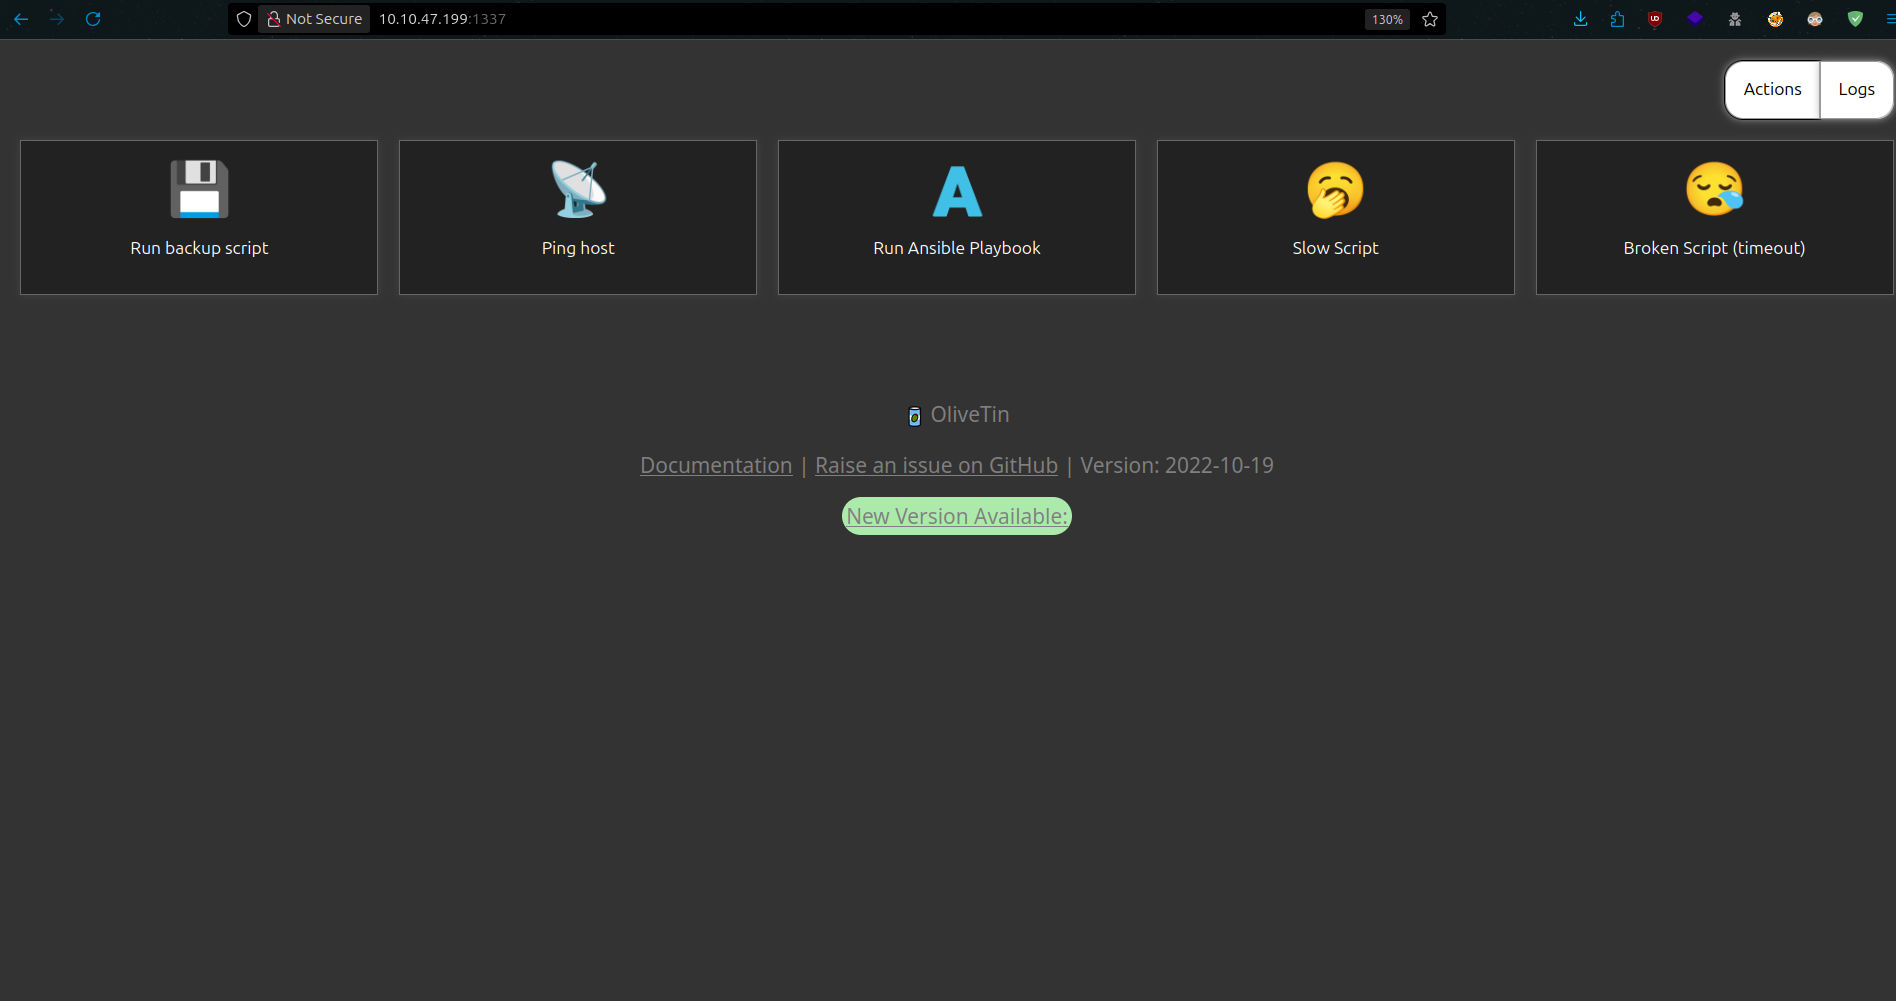 Not Secure 10.10.47.199:1337 130%
Actions Logs
Run backup script Ping host Run Ansible Playbook Slow Script Broken Script (timeout)
OliveTin
Documentation | Raise an issue on GitHub | Version: 2022-10-19
New Version Available: